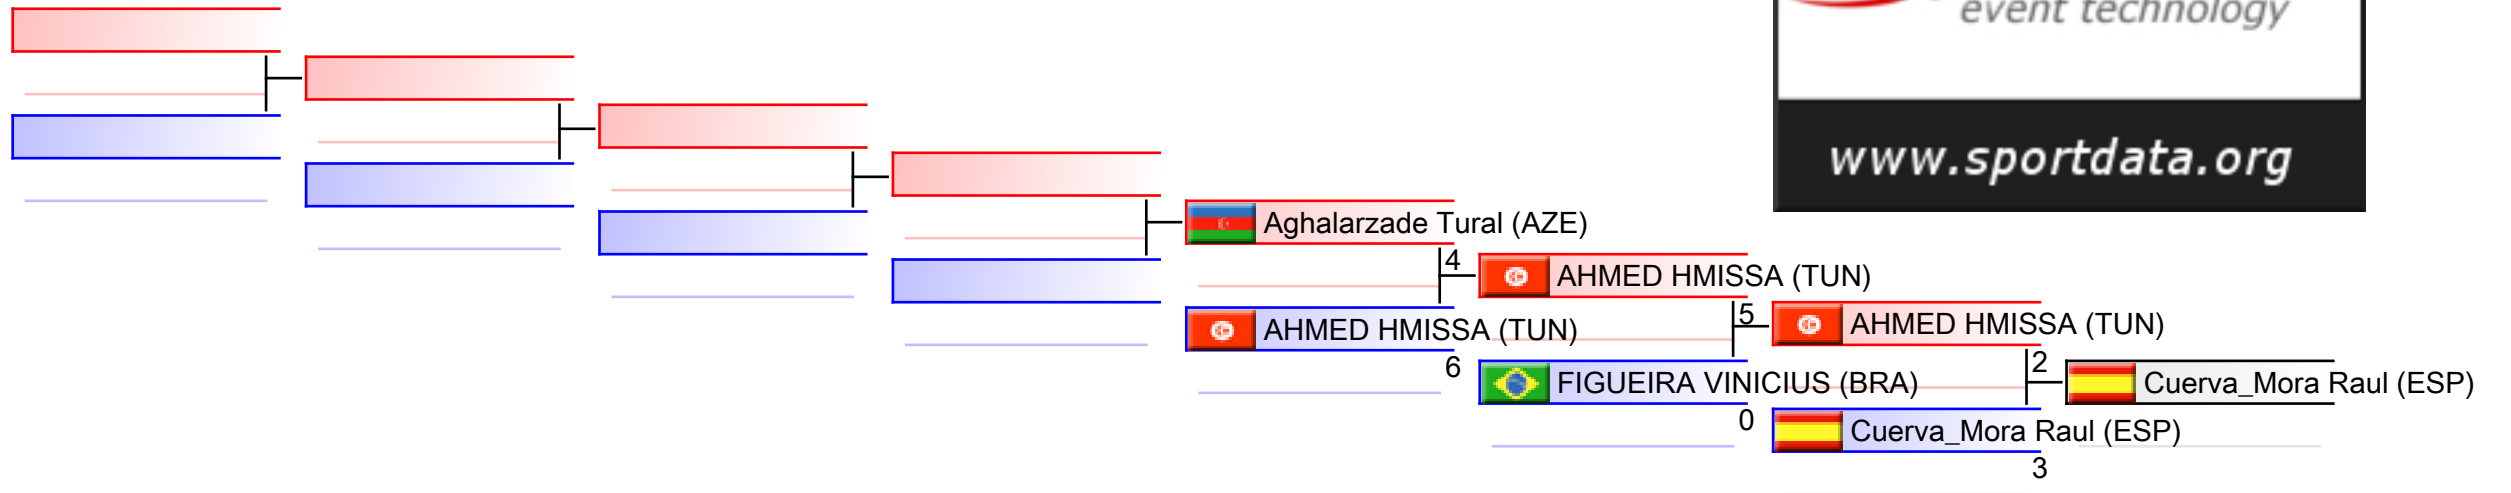 event technology
www.sportdata.org
Aghalarzade Tural (AZE)
4
AHMED HMISSA (TUN)
AHMED HMISSA (TUN)
6
5
FIGUEIRA VINICIUS (BRA)
0
AHMED HMISSA (TUN)
2
Cuerva_Mora Raul (ESP)
3
Cuerva_Mora Raul (ESP)